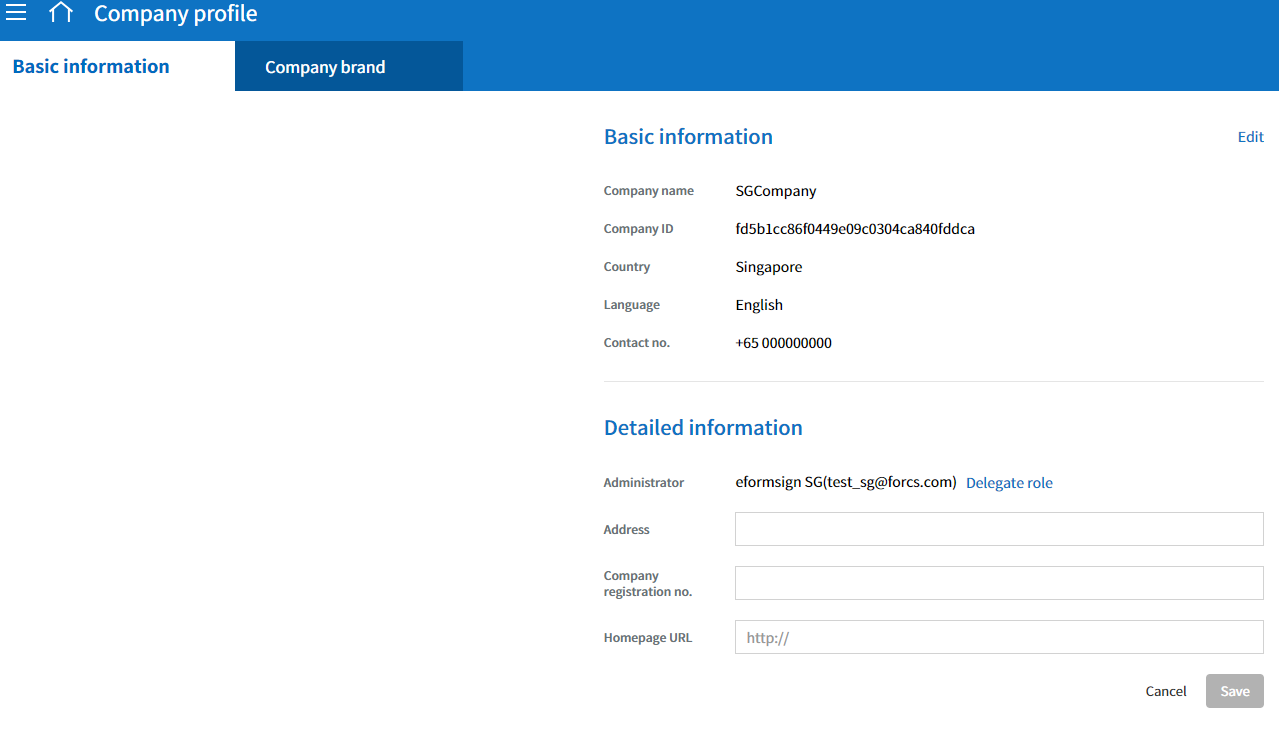 Company profile
Basic information
Company brand
Basic information Edit
Company name SGCompany
Company ID fd5b1cc86f0449e09c0304ca840fddca
Country Singapore
Language English
Contact no. +65 000000000
Detailed information
Administrator eformsign SG(test_sg@forcs.com) Delegate role
Address
Company
registration no.
Homepage URL http://
Cancel Save